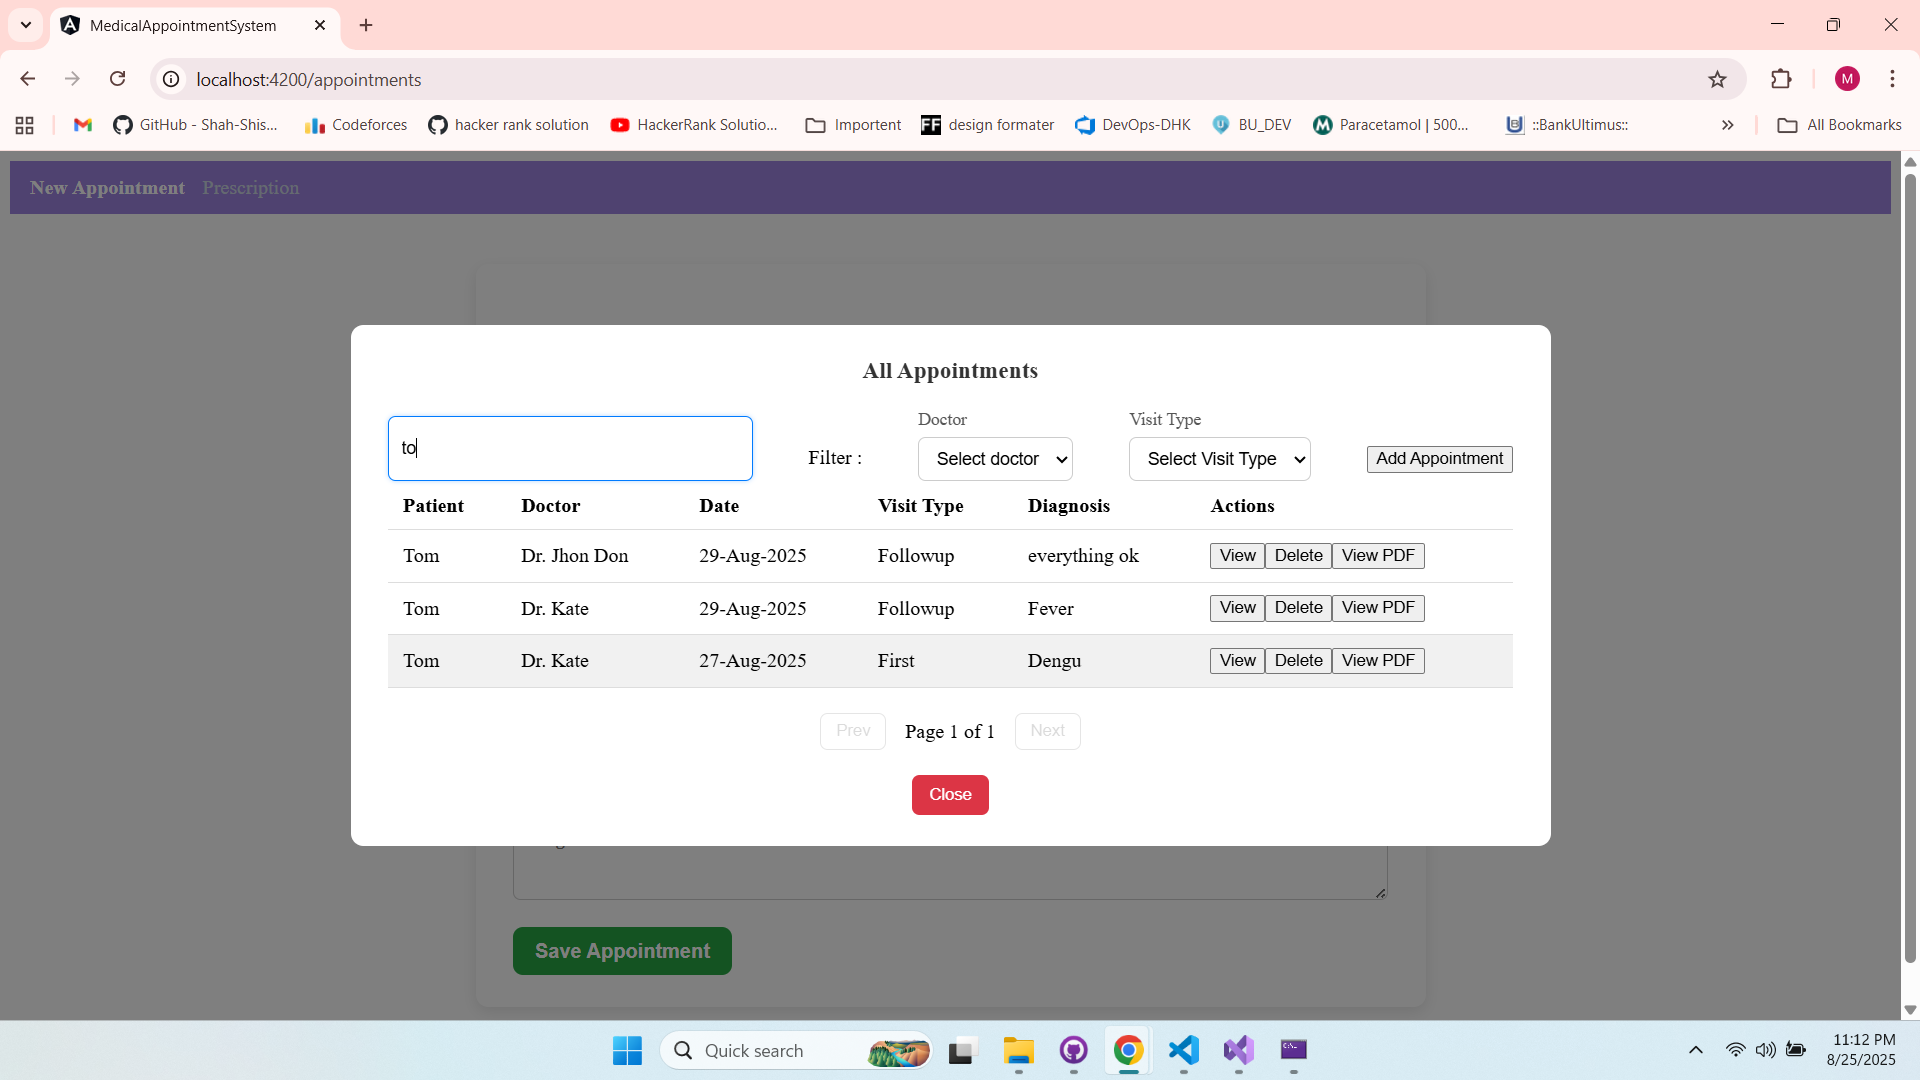 MedicalAppointmentSystem
localhost:4200/appointments
M
GitHub - Shah-Shis...
Codeforces
hacker rank solution
HackerRank Solutio...
Importent
FF design formater
DevOps-DHK
BU_DEV
Paracetamol | 500...
::BankUltimus::
All Bookmarks
New Appointment Prescription
All Appointments
Doctor Visit Type
to Filter : Select doctor Select Visit Type Add Appointment
Patient Doctor Date Visit Type Diagnosis Actions
Tom Dr. Jhon Don 29-Aug-2025 Followup everything ok View Delete View PDF
Tom Dr. Kate 29-Aug-2025 Followup Fever View Delete View PDF
Tom Dr. Kate 27-Aug-2025 First Dengu View Delete View PDF
Prev Page 1 of 1 Next
Close
Save Appointment
Quick search
11:12 PM
8/25/2025